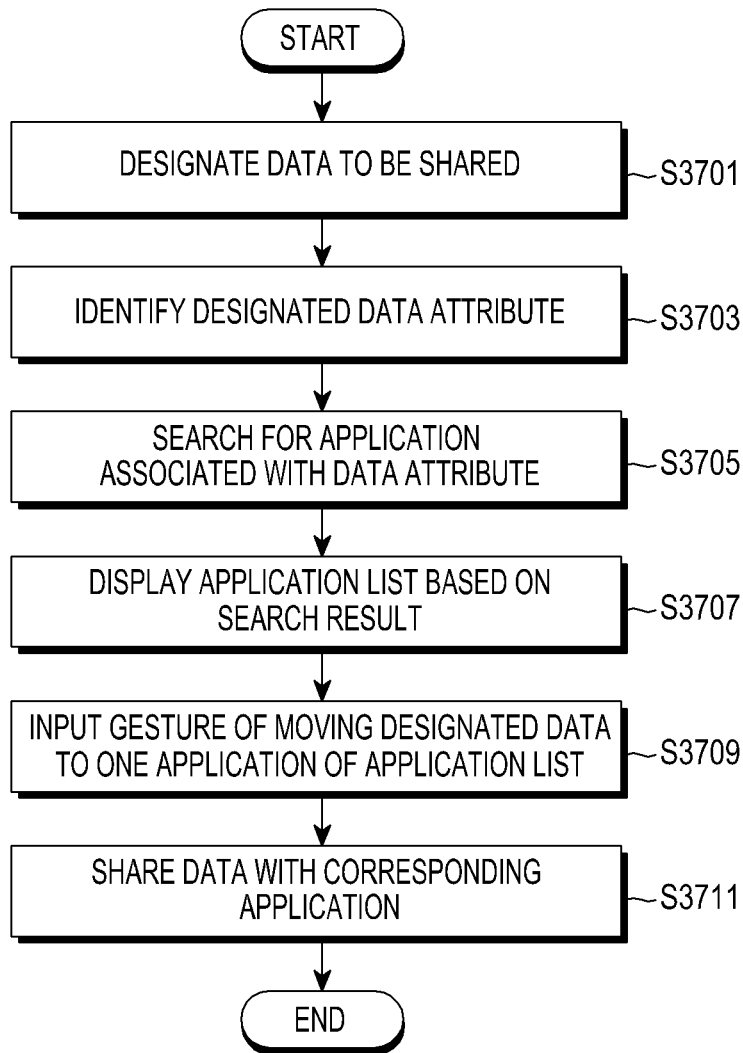 START
DESIGNATE DATA TO BE SHARED
S3701
IDENTIFY DESIGNATED DATA ATTRIBUTE
S3703
SEARCH FOR APPLICATION
ASSOCIATED WITH DATA ATTRIBUTE
S3705
DISPLAY APPLICATION LIST BASED ON
SEARCH RESULT
S3707
INPUT GESTURE OF MOVING DESIGNATED DATA
TO ONE APPLICATION OF APPLICATION LIST
S3709
SHARE DATA WITH CORRESPONDING
APPLICATION
S3711
END